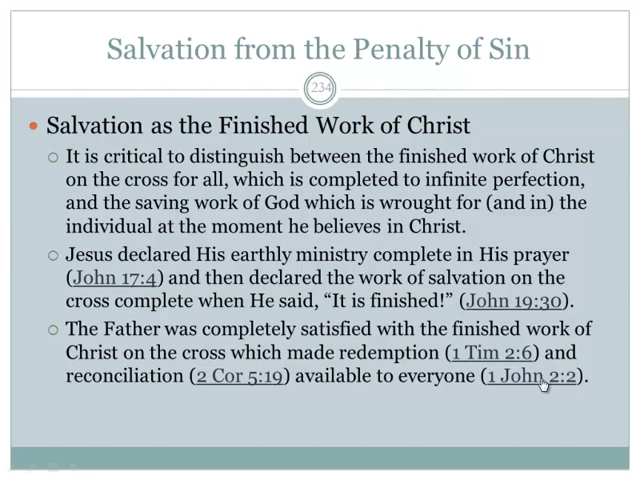 Salvation from the Penalty of Sin
234
Salvation as the Finished Work of Christ
It is critical to distinguish between the finished work of Christ
on the cross for all, which is completed to infinite perfection,
and the saving work of God which is wrought for (and in) the
individual at the moment he believes in Christ.
Jesus declared His earthly ministry complete in His prayer
(John 17:4) and then declared the work of salvation on the
cross complete when He said, “It is finished!” (John 19:30).
The Father was completely satisfied with the finished work of
Christ on the cross which made redemption (1 Tim 2:6) and
reconciliation (2 Cor 5:19) available to everyone (1 John 2:2).